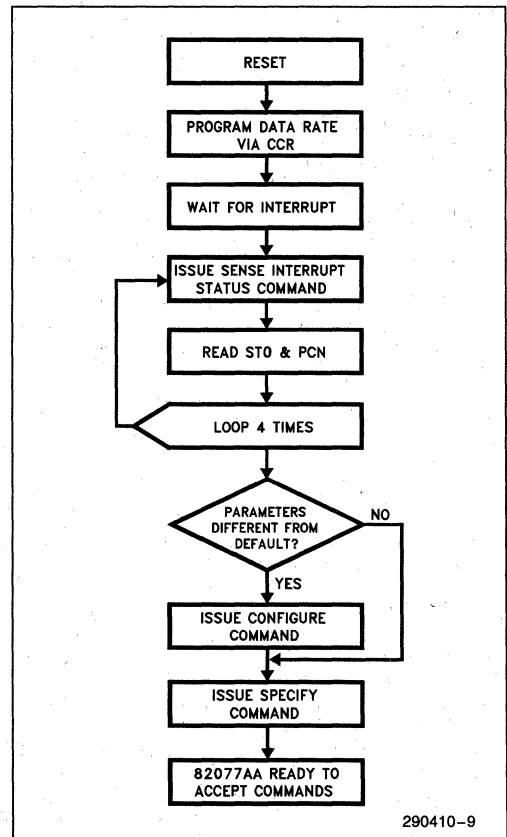 RESET
PROGRAM DATA RATE
VIA CCR
WAIT FOR INTERRUPT
ISSUE SENSE INTERRUPT
STATUS COMMAND
READ ST0 & PCN
LOOP 4 TIMES
PARAMETERS
DIFFERENT FROM
DEFAULT?
NO
YES
ISSUE CONFIGURE
COMMAND
ISSUE SPECIFY
COMMAND
82077AA READY TO
ACCEPT COMMANDS
290410-9